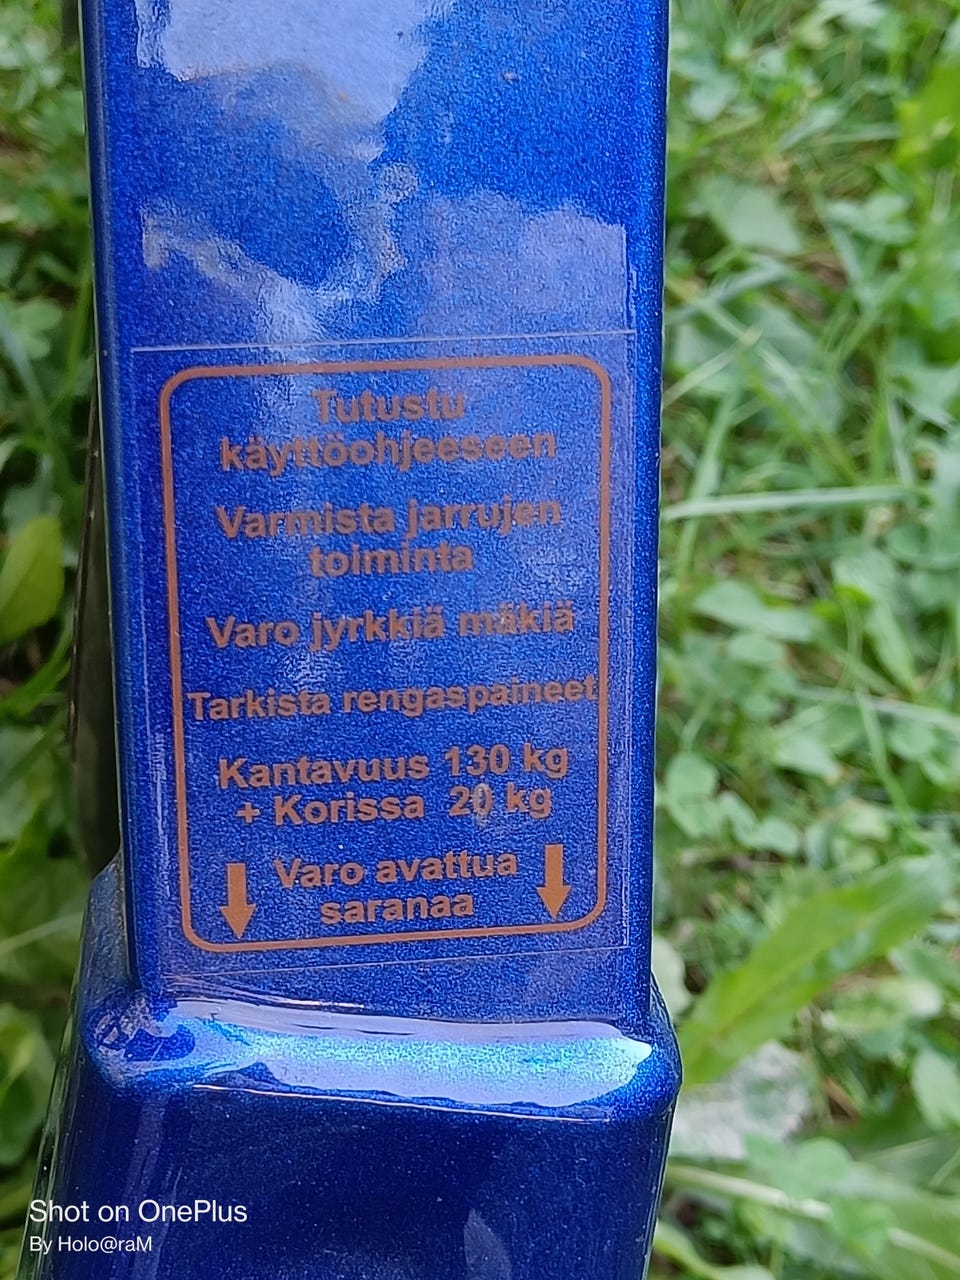 Tutustu
käyttöohjeeseen
Varmista jarrujen
toiminta
Varo jyrkkiä mäkiä
Tarkista rengaspaineet
Kantavuus 130 kg
+ Korissa 20 kg
Varo avattua
saranaa
Shot on OnePlus
By Holo@raM